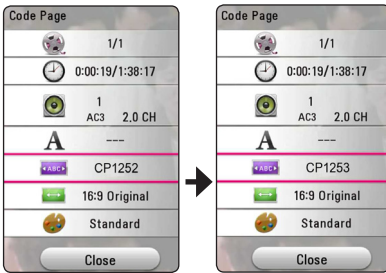 Code Page
1/1
0:00:19/1:38:17
1
AC3 2.0 CH
A ---
ABC CP1252
16:9 Original
Standard
Close
Code Page
1/1
0:00:19/1:38:17
1
AC3 2.0 CH
A ---
ABC CP1253
16:9 Original
Standard
Close